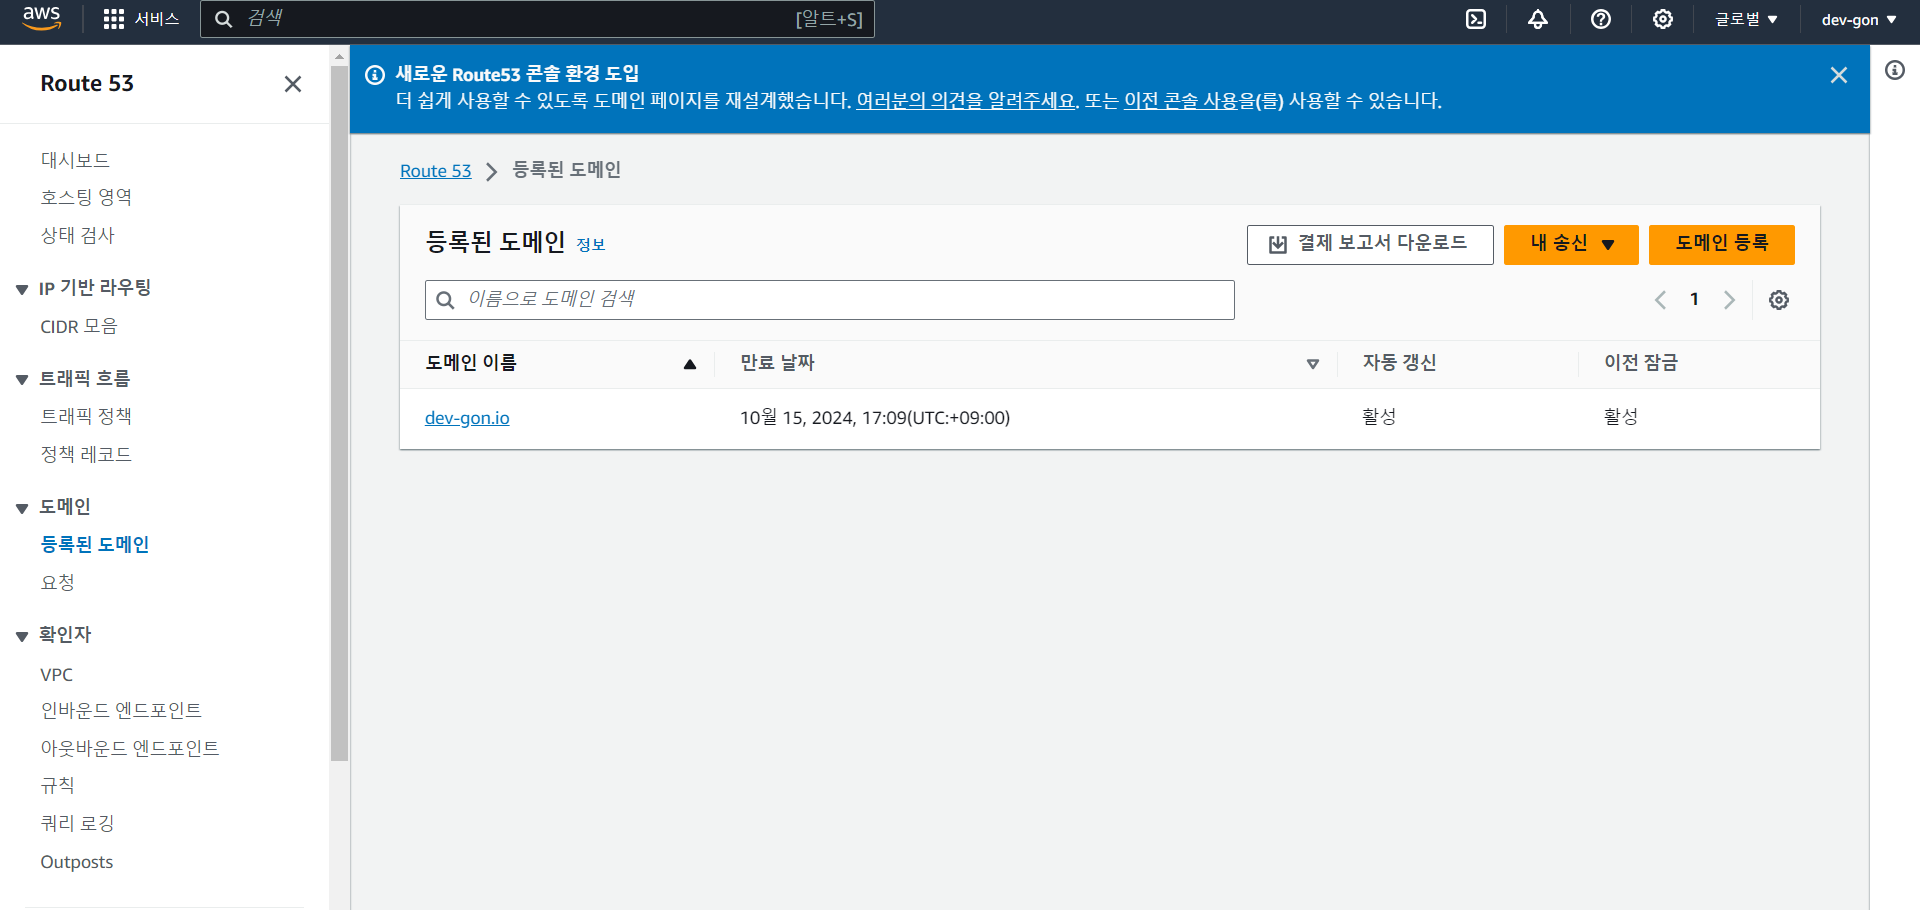 aws
서비스
검색
[알트+S]
글로벌
dev-gon
Route 53
대시보드
호스팅 영역
상태 검사
IP 기반 라우팅
CIDR 모음
트래픽 흐름
트래픽 정책
정책 레코드
도메인
등록된 도메인
요청
확인자
VPC
인바운드 엔드포인트
아웃바운드 엔드포인트
규칙
쿼리 로깅
Outposts
새로운 Route53 콘솔 환경 도입
더 쉽게 사용할 수 있도록 도메인 페이지를 재설계했습니다. 여러분의 의견을 알려주세요. 또는 이전 콘솔 사용을(를) 사용할 수 있습니다.
Route 53 등록된 도메인
등록된 도메인 정보
결제 보고서 다운로드
내 송신
도메인 등록
이름으로 도메인 검색
1
도메인 이름 만료 날짜 자동 갱신 이전 잠금
dev-gon.io 10월 15, 2024, 17:09(UTC:+09:00) 활성 활성